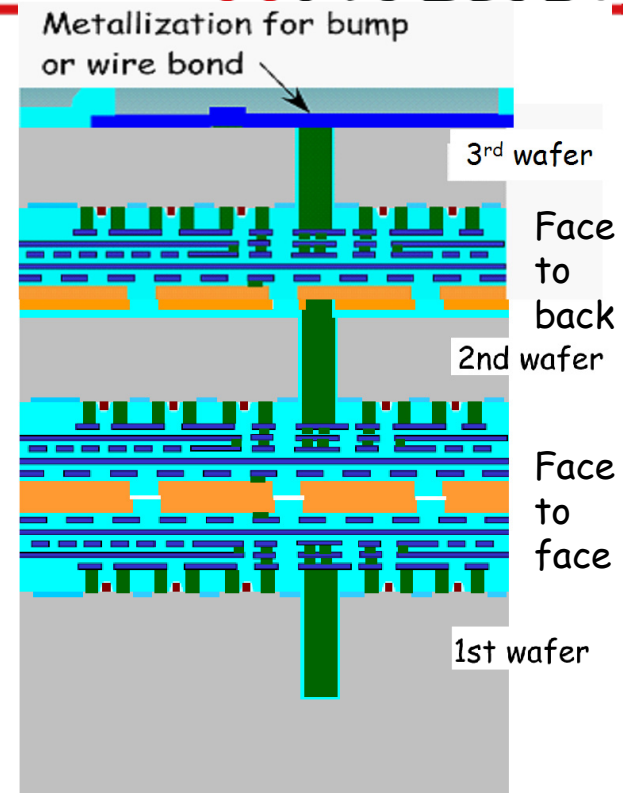 Metallization for bump
or wire bond
3rd wafer
Face
to
back
2nd wafer
Face
to
face
1st wafer